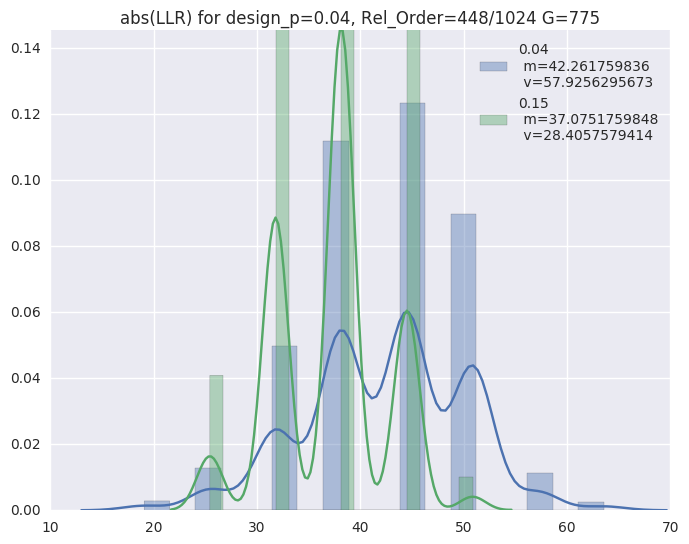 abs(LLR) for design_p=0.04, Rel_Order=448/1024 G=775
0.14
0.12
0.10
0.08
0.06
0.04
0.02
0.00
10 20 30 40 50 60 70
0.04
m=42.261759836
v=57.9256295673
0.15
m=37.0751759848
v=28.4057579414